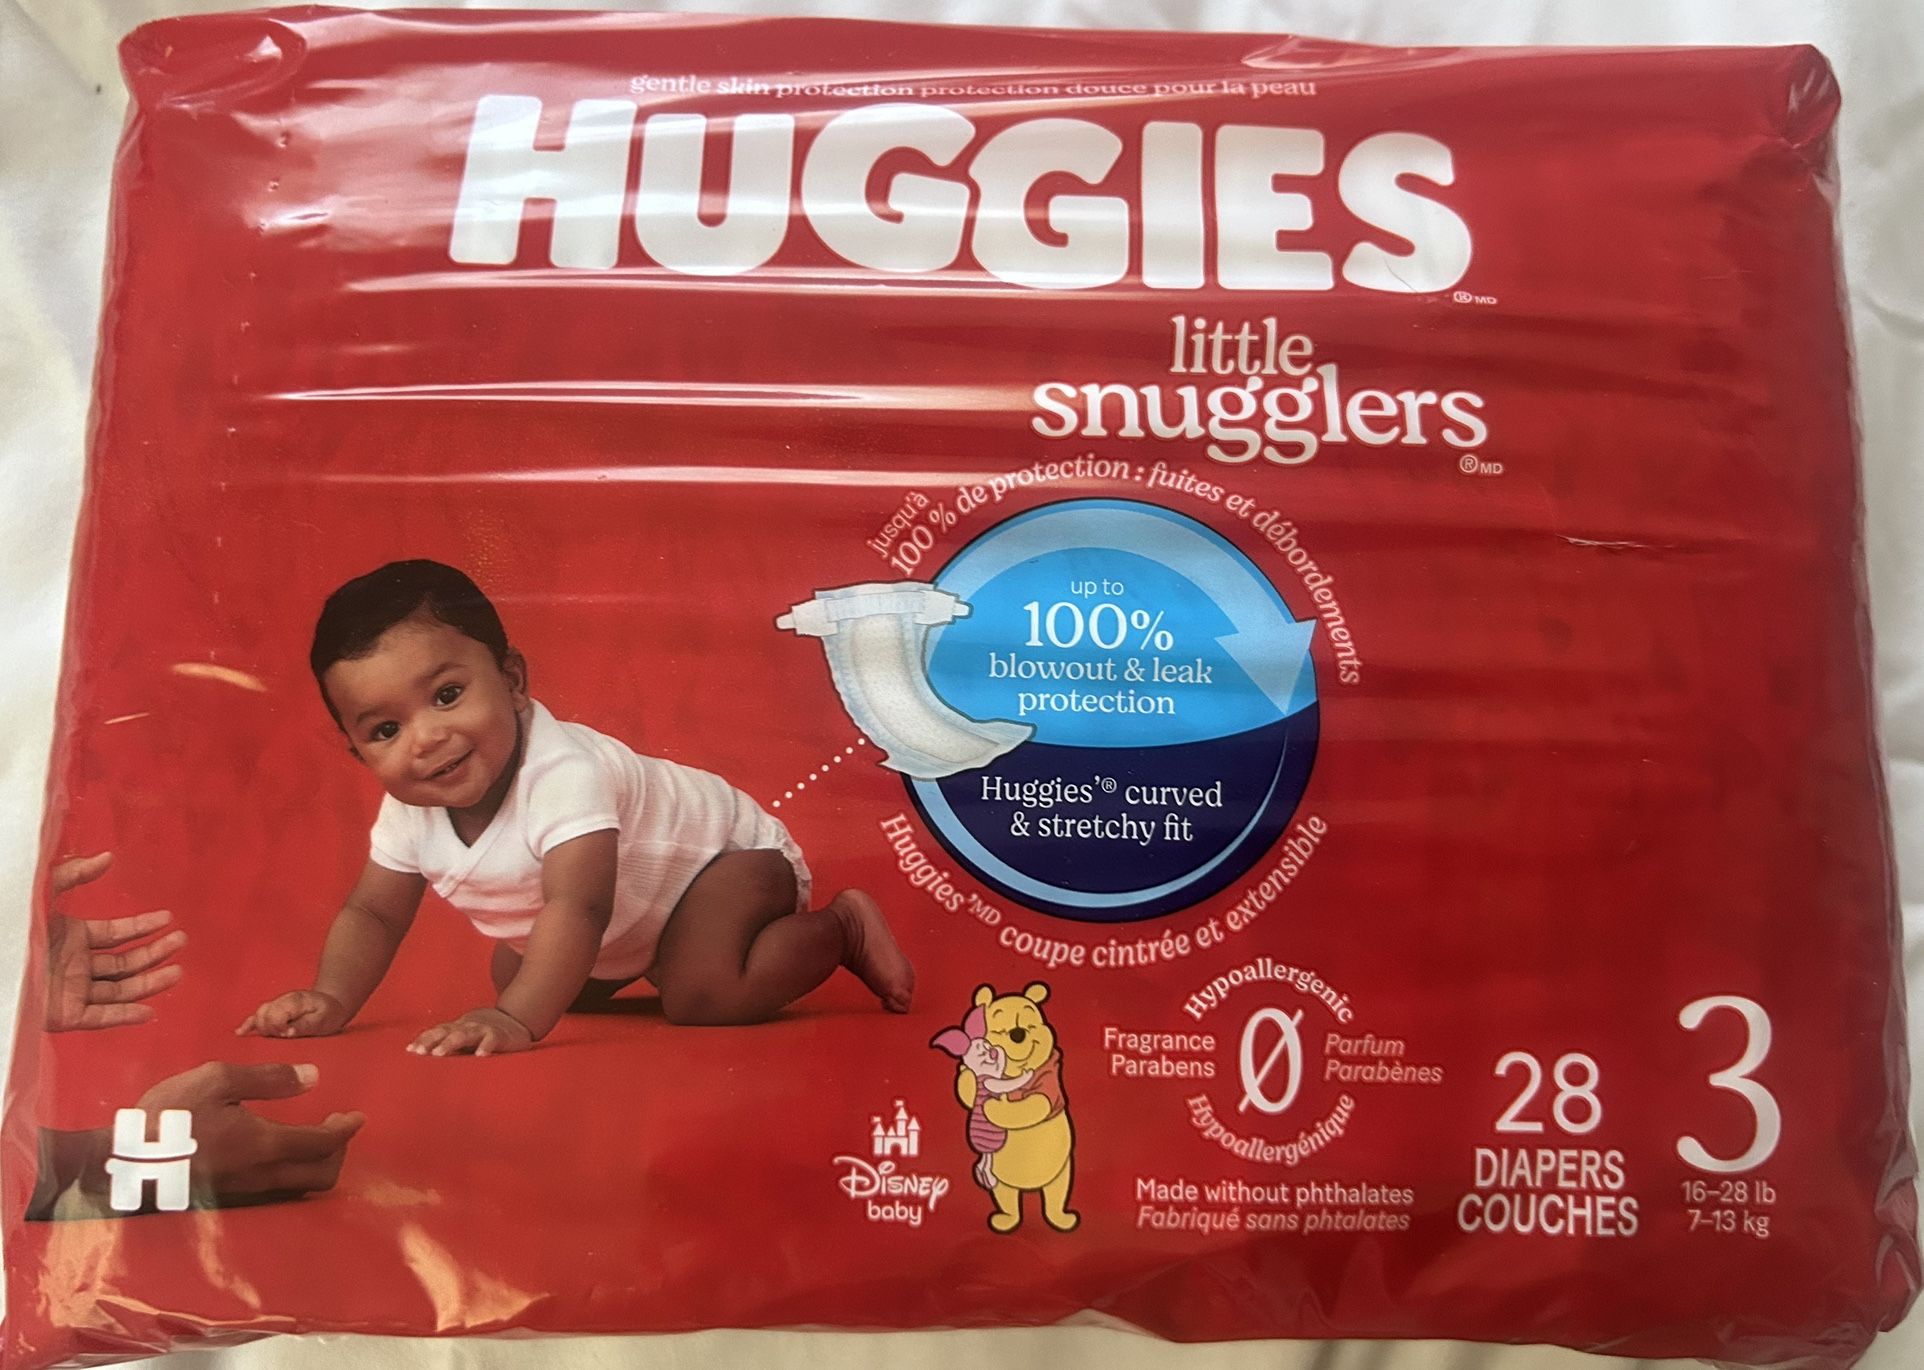 gentle skin protection protection douce pour la peau
HUGGIES
® MD
little
snugglers
® MD
jusqu'à
100 % de protection : fuites et débordements
up to
100%
blowout & leak
protection
Huggies'® curved
& stretchy fit
Huggies'MD coupe cintrée et extensible
Hypoallergenic
Fragrance
Parabens
0
Parfum
Parabènes
Hypoallergénique
Made without phthalates
Fabriqué sans phtalates
DISNEY
baby
28
DIAPERS
COUCHES
3
16-28 lb
7-13 kg
H